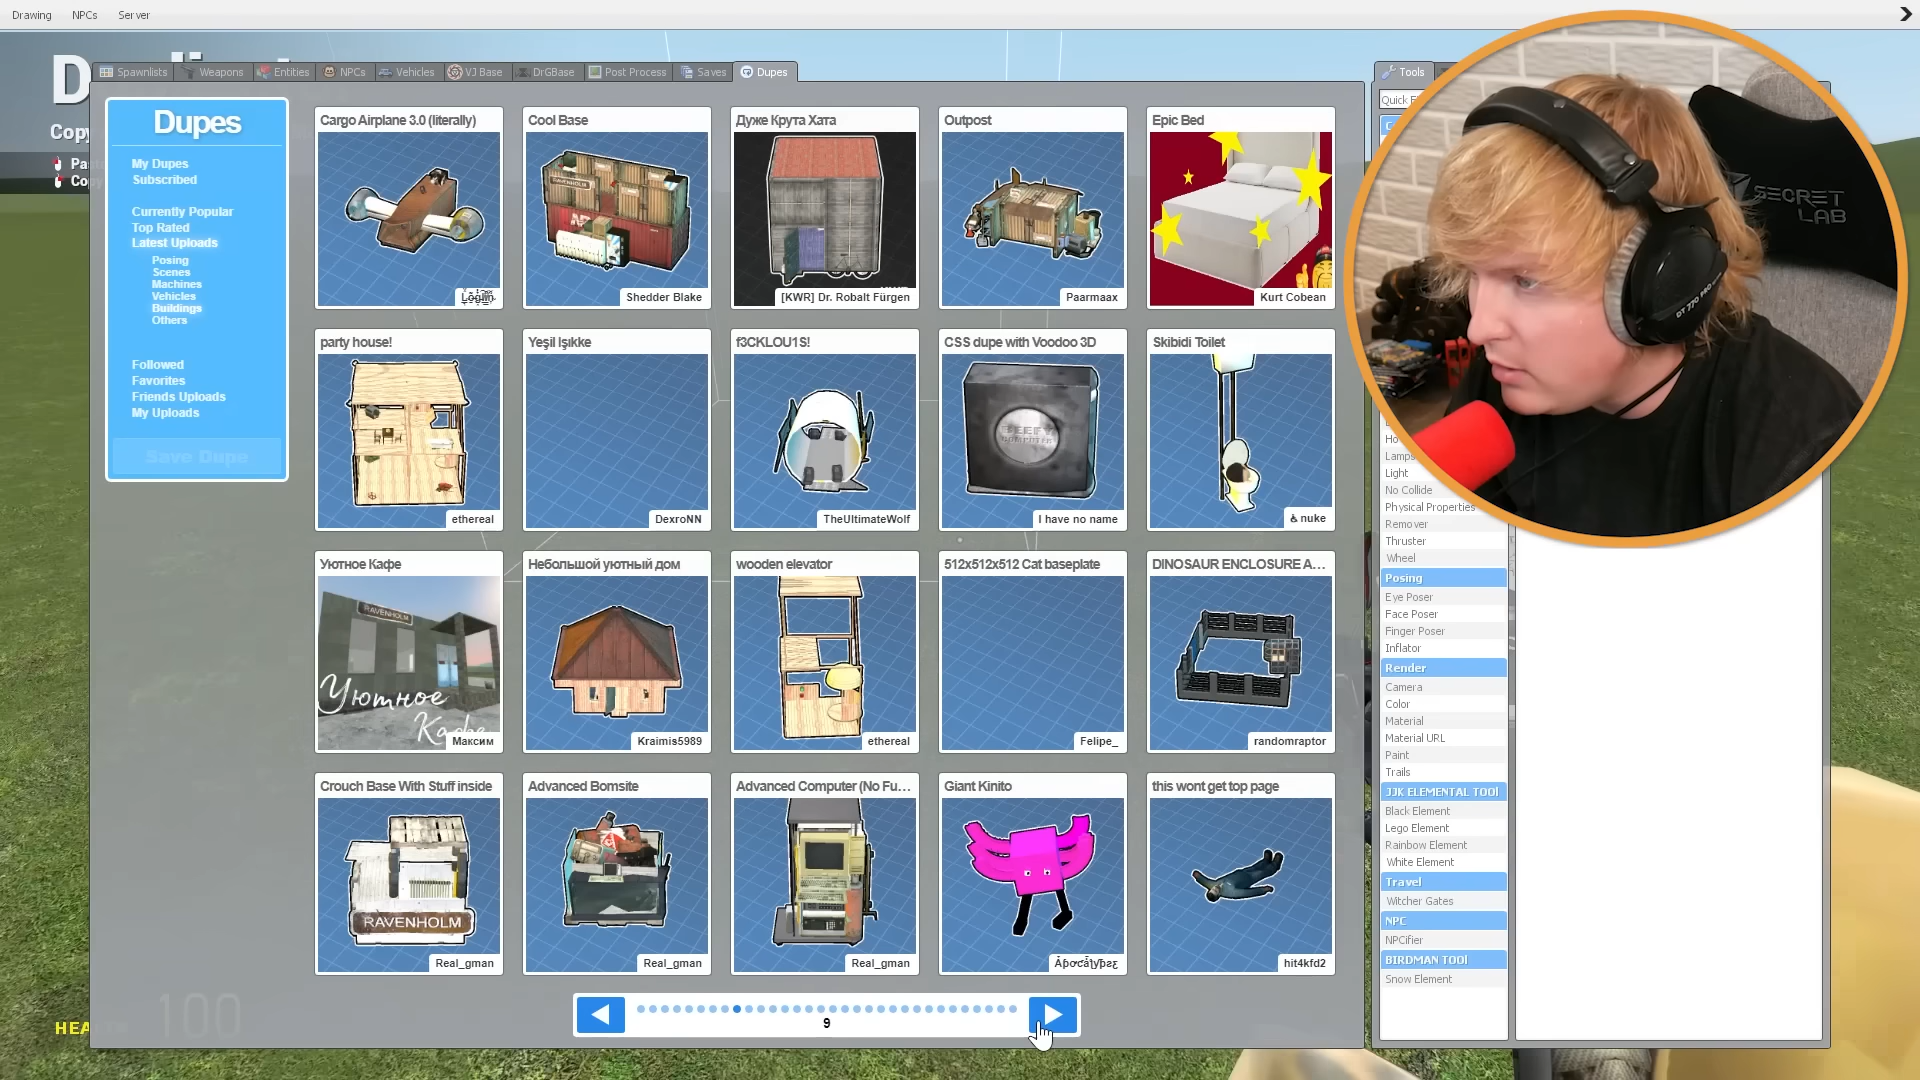 Drawing NPCs Server
Spawnlists Weapons Entities NPCs Vehicles VJ Base DrGBase Post Process Saves Dupes
Tools
Dupes
My Dupes
Subscribed
Currently Popular
Top Rated
Latest Uploads
Posing
Scenes
Machines
Vehicles
Buildings
Others
Followed
Favorites
Friends Uploads
My Uploads
Save Dupe
Cargo Airplane 3.0 (literally)
Cool Base
RAVENHOLM
Shedder Blake
Дуже Крута Хата
[KWR] Dr. Robalt Fürgen
Outpost
Paarmaax
Epic Bed
Kurt Cobean
party house!
ethereal
Yeşil Işıkke
DexroNN
f3CKLOU1S!
TheUltimateWolf
CSS dupe with Voodoo 3D
BEEFY
COMPUTER
I have no name
Skibidi Toilet
♿ nuke
Уютное Кафе
RAVENHOLM
Уютное
Кафе
Максим
Небольшой уютный дом
Kraimis5989
wooden elevator
ethereal
512x512x512 Cat baseplate
Felipe_
DINOSAUR ENCLOSURE A...
randomraptor
Crouch Base With Stuff inside
RAVENHOLM
Real_gman
Advanced Bomsite
Real_gman
Advanced Computer (No Fu...
Real_gman
Giant Kinito
this wont get top page
hit4kfd2
9
SECRET
LAB
Lamps
Light
No Collide
Physical Properties
Remover
Thruster
Wheel
Posing
Eye Poser
Face Poser
Finger Poser
Inflator
Render
Camera
Color
Material
Material URL
Paint
Trails
JJK ELEMENTAL TOOl
Black Element
Lego Element
Rainbow Element
White Element
Travel
Witcher Gates
NPC
NPCifier
BIRDMAN TOOl
Snow Element
100